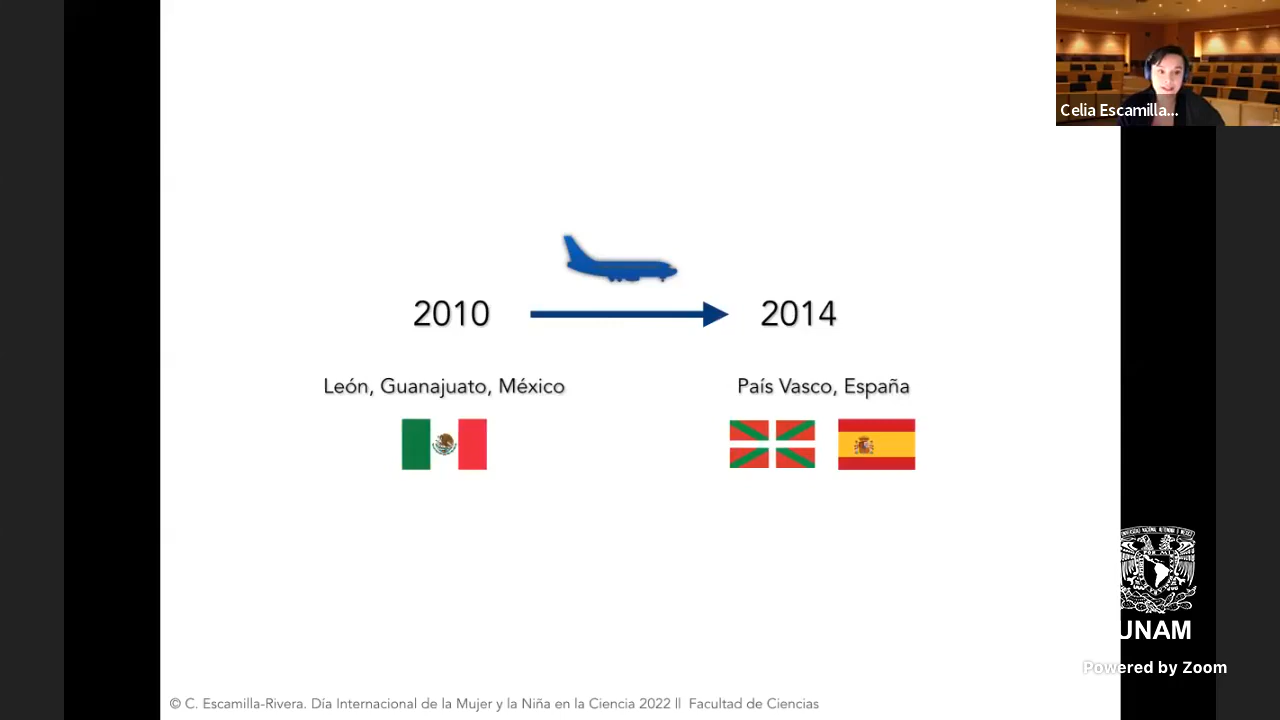 Celia Escamilla...
2010
2014
León, Guanajuato, México
País Vasco, España
UNAM
Powered by Zoom
© C. Escamilla-Rivera. Día Internacional de la Mujer y la Niña en la Ciencia 2022 || Facultad de Ciencias